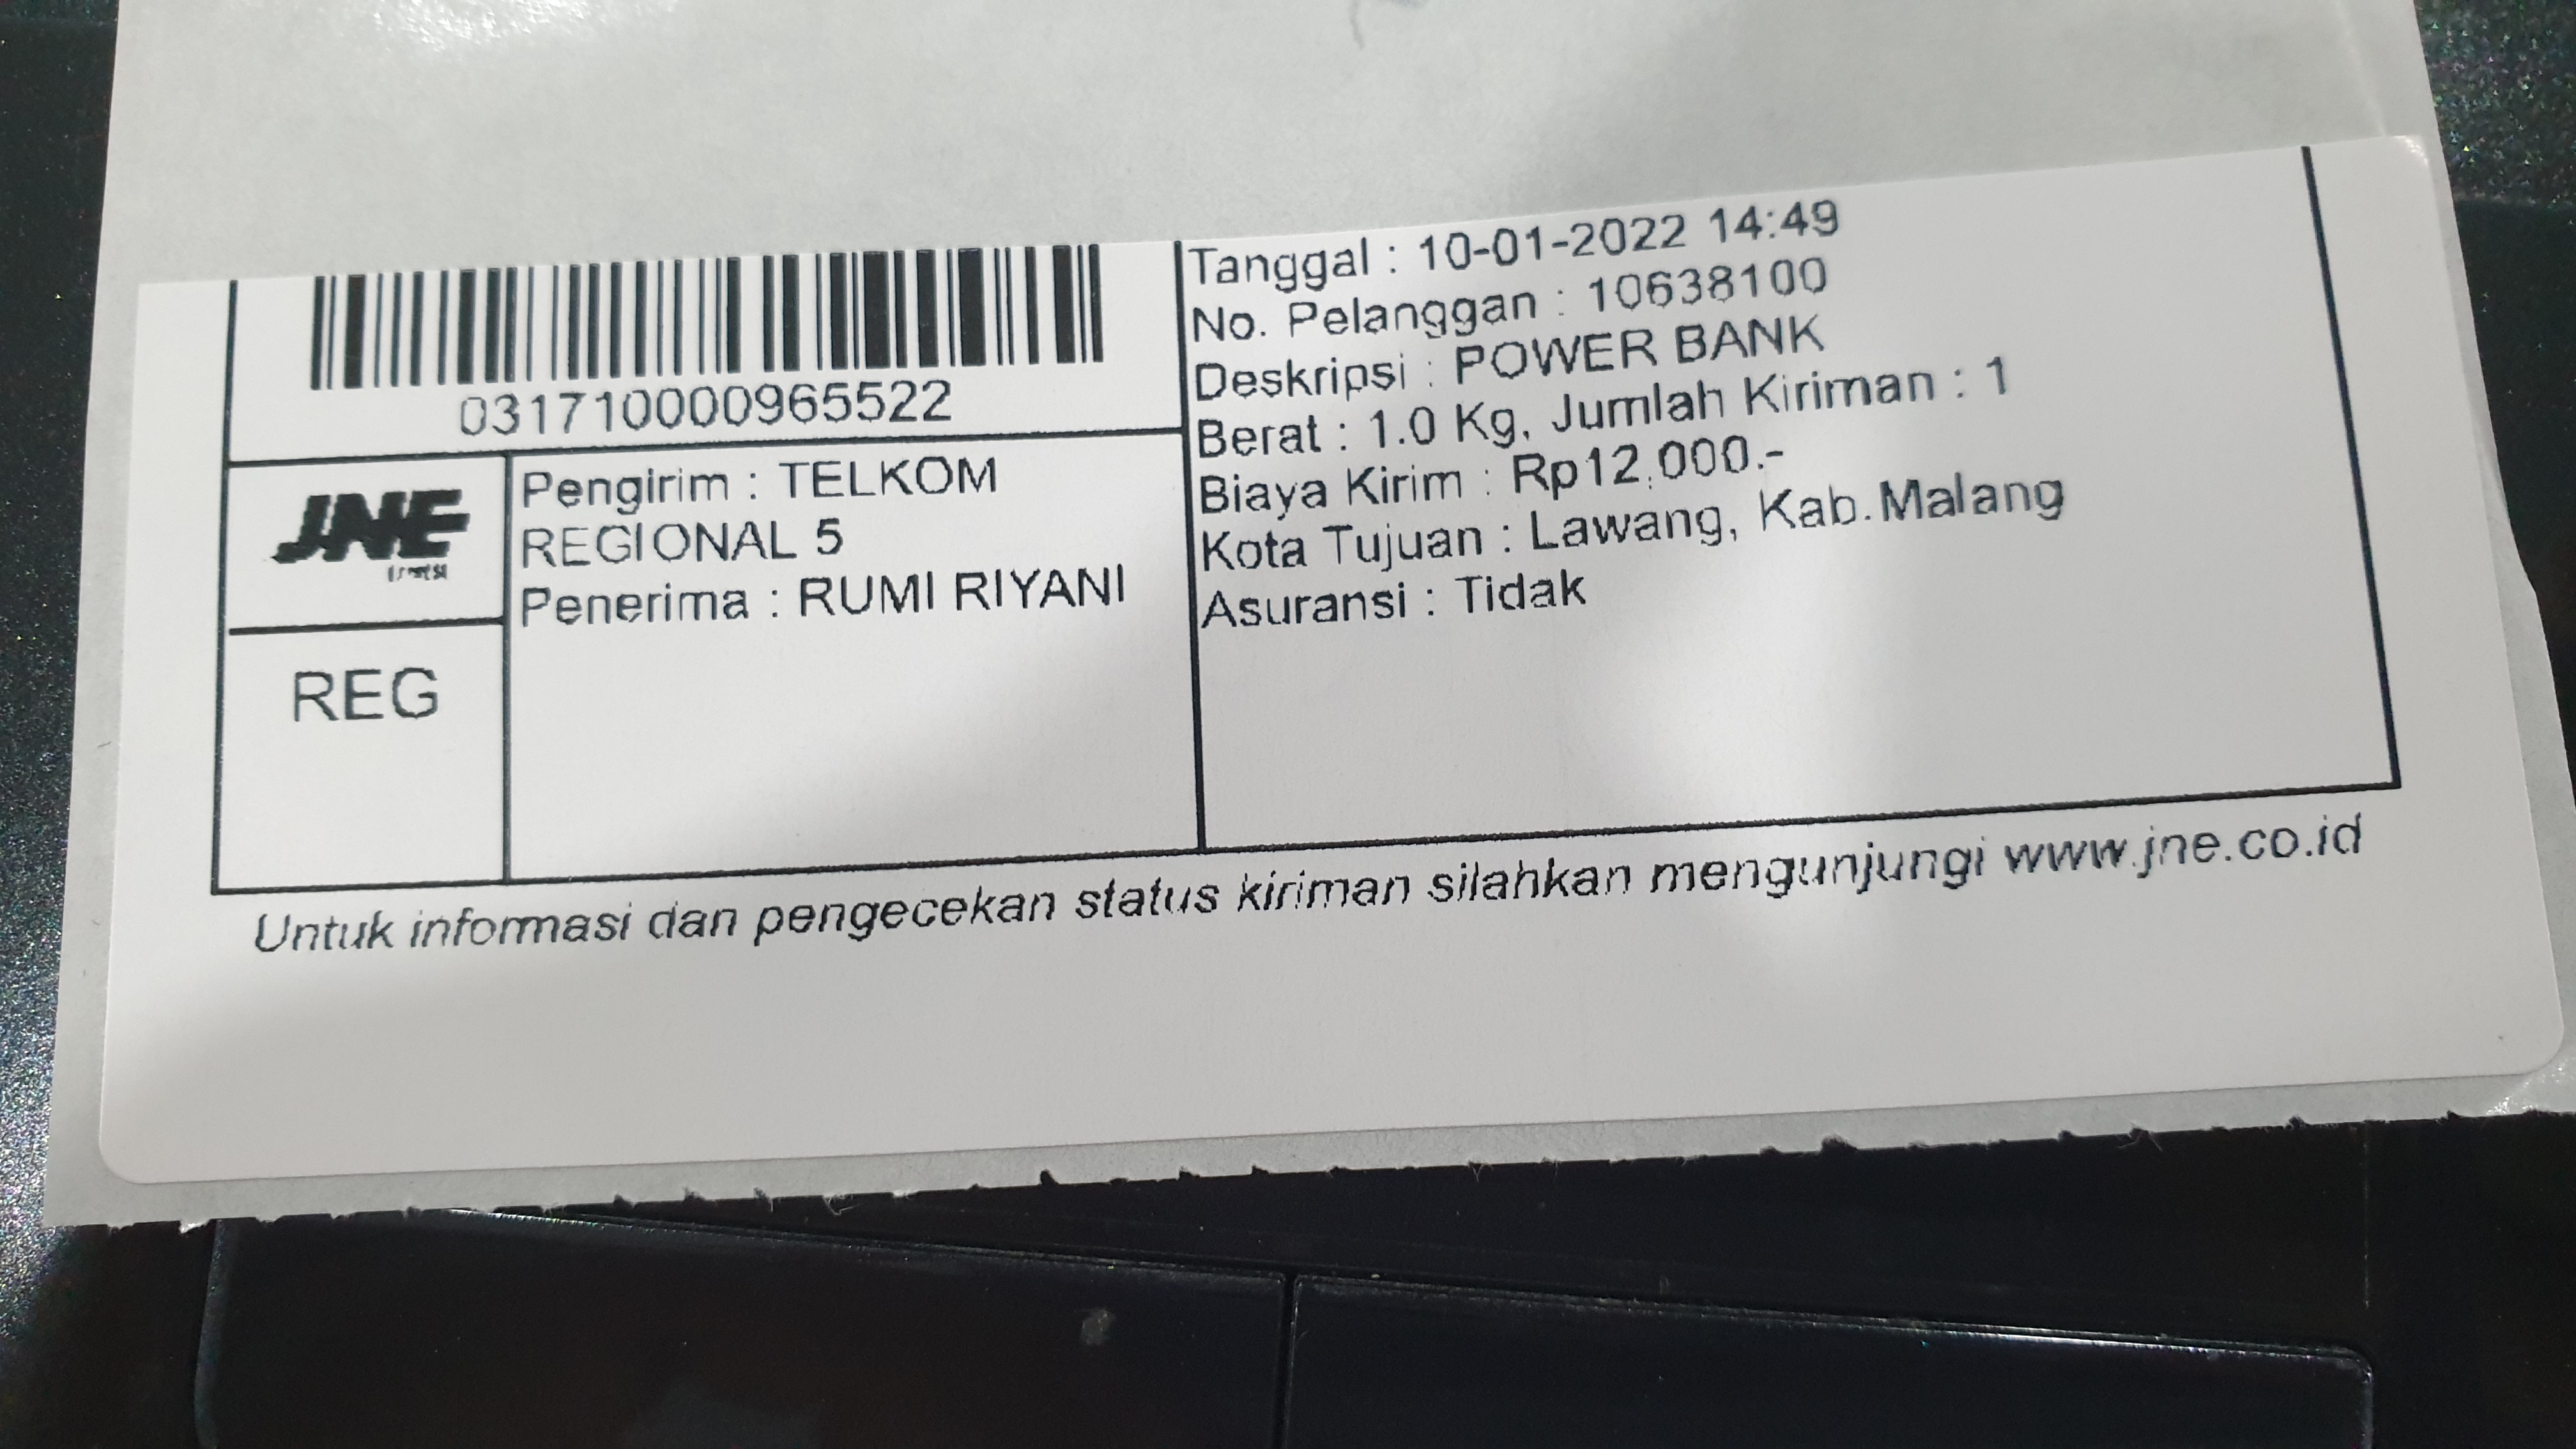 0317100009655​22
JNE
REG
Pengirim : TELKOM
REGIONAL 5
Penerima : RUMI RIYANI
Tanggal : 10-01-2022 14:49
No. Pelanggan : 10638100
Deskripsi : POWER BANK
Berat : 1.0 Kg, Jumlah Kiriman : 1
Biaya Kirim : Rp12.000.-
Kota Tujuan : Lawang, Kab. Malang
Asuransi : Tidak
Untuk informasi dan pengecekan status kiriman silahkan mengunjungi www.jne.co.id